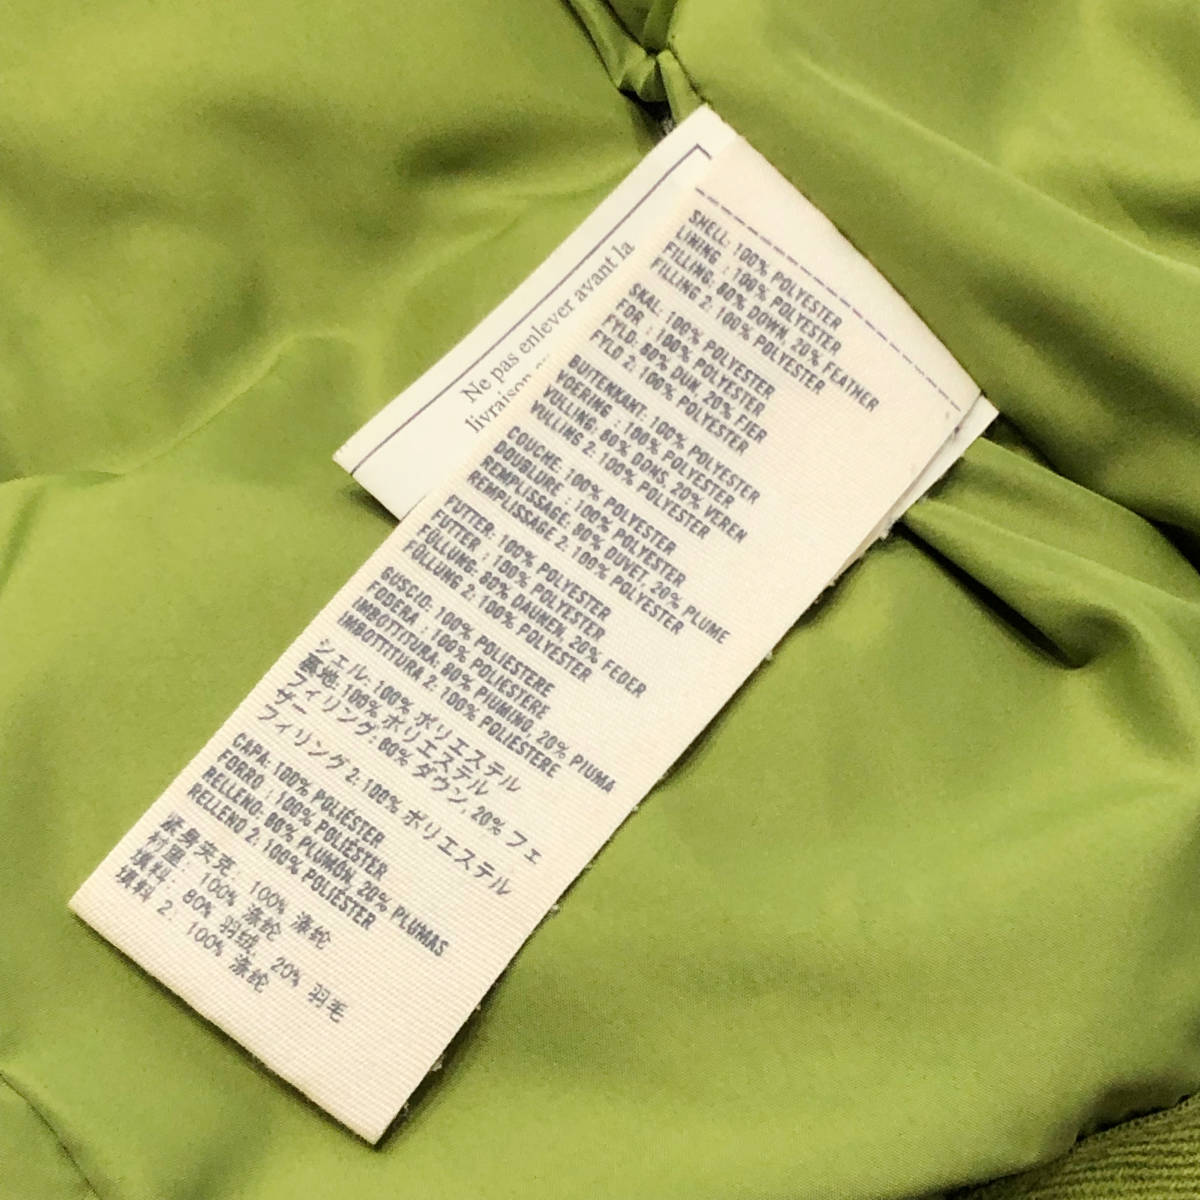 Ne pas enlever avant la
livraison
SHELL: 100% POLYESTER
LINING : 100% POLYESTER
FILLING: 80% DOWN, 20% FEATHER
FILLING 2: 100% POLYESTER
SKAL: 100% POLYESTER
FOR : 100% POLYESTER
FYLD: 80% DUN, 20% FJER
FYLD 2: 100% POLYESTER
BUITENKANT: 100% POLYESTER
VOERING : 100% POLYESTER
VULLING: 80% DONS, 20% VEREN
VULLING 2: 100% POLYESTER
COUCHE: 100% POLYESTER
DOUBLURE : 100% POLYESTER
REMPLISSAGE: 80% DUVET, 20% PLUME
REMPLISSAGE 2: 100% POLYESTER
FUTTER: 100% POLYESTER
FUTTER : 100% POLYESTER
FÜLLUNG: 80% DAUNEN, 20% FEDER
FÜLLUNG 2: 100% POLYESTER
GUSCIO: 100% POLIESTERE
FODERA : 100% POLIESTERE
IMBOTTITURA: 80% PIUMINO, 20% PIUMA
IMBOTTITURA 2: 100% POLIESTERE
シェル: 100% ポリエステル
裏地: 100% ポリエステル
フィリング: 80% ダウン, 20% フェ
ザー
フィリング 2: 100% ポリエステル
CAPA: 100% POLIÉSTER
FORRO : 100% POLIÉSTER
RELLENO: 80% PLUMÓN, 20% PLUMAS
RELLENO 2: 100% POLIÉSTER
紧身夹克: 100% 涤纶
村里: 100% 涤纶
填料: 80% 羽绒, 20% 羽毛
填料 2: 100% 涤纶